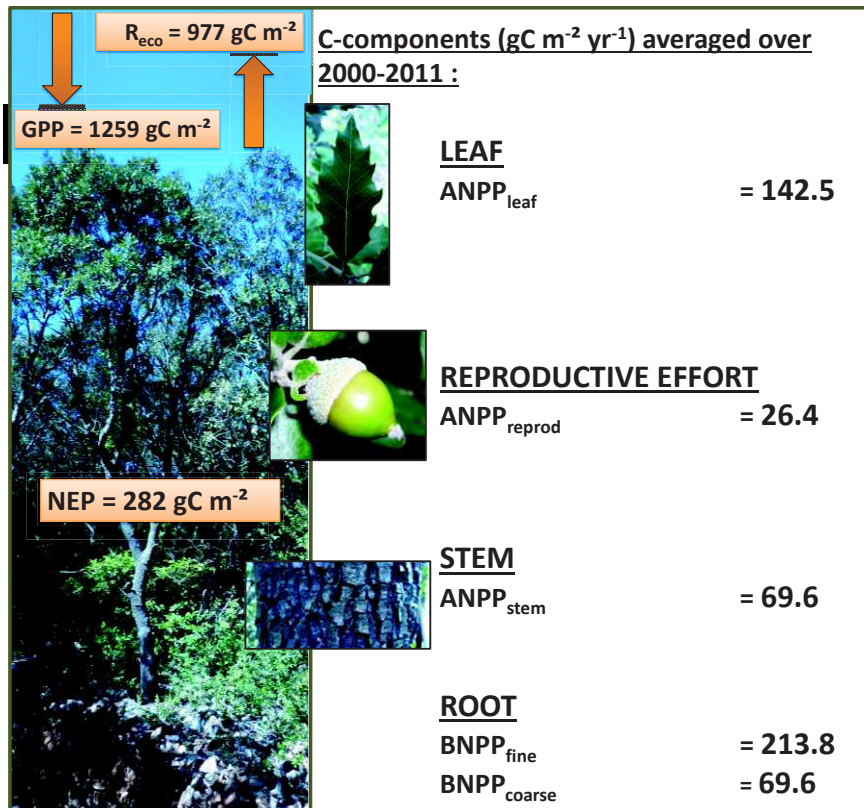 R_eco = 977 gC m⁻²
GPP = 1259 gC m⁻²
NEP = 282 gC m⁻²
C-components (gC m⁻² yr⁻¹) averaged over
2000-2011 :
LEAF
ANPP_leaf = 142.5
REPRODUCTIVE EFFORT
ANPP_reprod = 26.4
STEM
ANPP_stem = 69.6
ROOT
BNPP_fine = 213.8
BNPP_coarse = 69.6